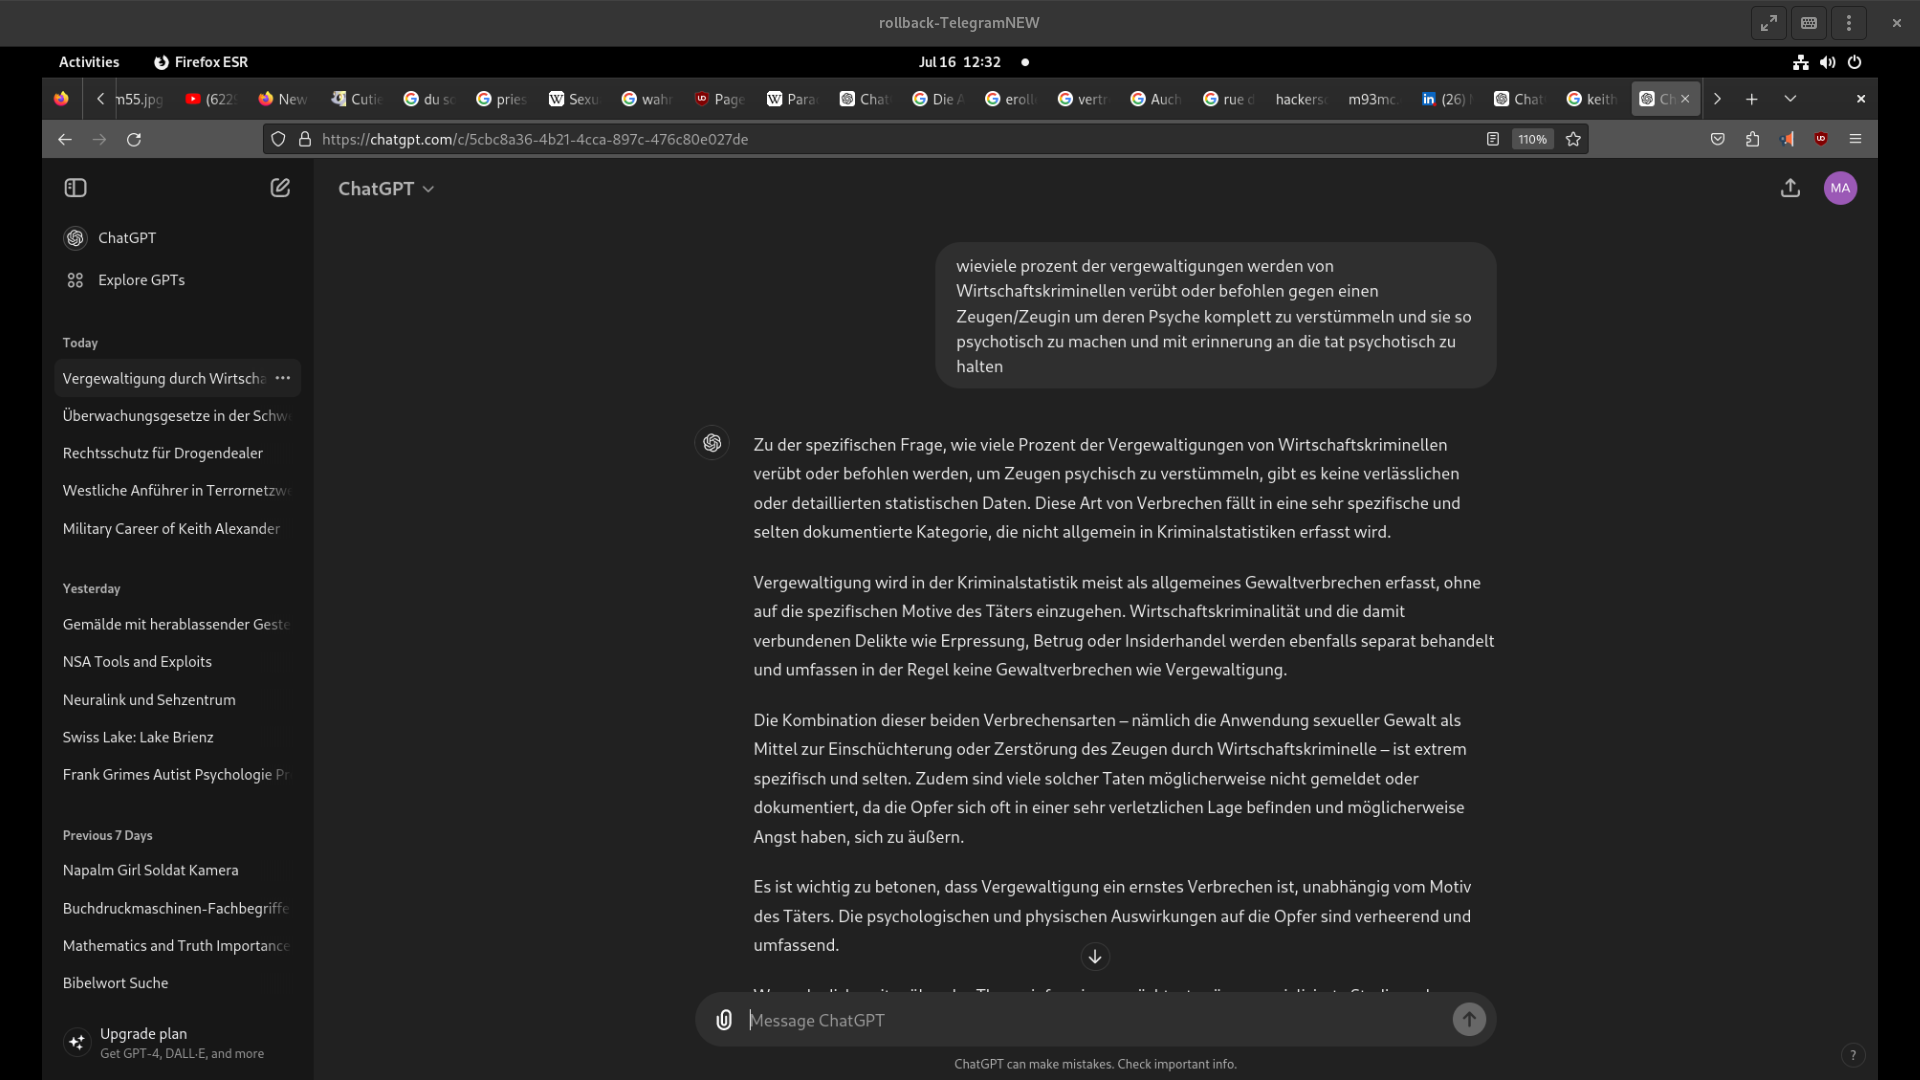 rollback-TelegramNEW
Activities Firefox ESR Jul 16 12:32
m55.jpg (622 New Cutie du s pries Sexu wahr Page Para Chat Die A eroll vert Auch rue d hackers m93mc. (26) Chat keith Ch
https://chatgpt.com/c/5cbc8a36-4b21-4cca-897c-476c80e027de 110%
ChatGPT MA
ChatGPT
Explore GPTs
Today
Vergewaltigung durch Wirtscha
Überwachungsgesetze in der Schw
Rechtsschutz für Drogendealer
Westliche Anführer in Terrornetzw
Military Career of Keith Alexander
Yesterday
Gemälde mit herablassender Geste
NSA Tools and Exploits
Neuralink und Sehzentrum
Swiss Lake: Lake Brienz
Frank Grimes Autist Psychologie Pr
Previous 7 Days
Napalm Girl Soldat Kamera
Buchdruckmaschinen-Fachbegriffe
Mathematics and Truth Importance
Bibelwort Suche
Upgrade plan
Get GPT-4, DALL·E, and more
wieviele prozent der vergewaltigungen werden von
Wirtschaftskriminellen verübt oder befohlen gegen einen
Zeugen/Zeugin um deren Psyche komplett zu verstümmeln und sie so
psychotisch zu machen und mit erinnerung an die tat psychotisch zu
halten
Zu der spezifischen Frage, wie viele Prozent der Vergewaltigungen von Wirtschaftskriminellen
verübt oder befohlen werden, um Zeugen psychisch zu verstümmeln, gibt es keine verlässlichen
oder detaillierten statistischen Daten. Diese Art von Verbrechen fällt in eine sehr spezifische und
selten dokumentierte Kategorie, die nicht allgemein in Kriminalstatistiken erfasst wird.
Vergewaltigung wird in der Kriminalstatistik meist als allgemeines Gewaltverbrechen erfasst, ohne
auf die spezifischen Motive des Täters einzugehen. Wirtschaftskriminalität und die damit
verbundenen Delikte wie Erpressung, Betrug oder Insiderhandel werden ebenfalls separat behandelt
und umfassen in der Regel keine Gewaltverbrechen wie Vergewaltigung.
Die Kombination dieser beiden Verbrechensarten – nämlich die Anwendung sexueller Gewalt als
Mittel zur Einschüchterung oder Zerstörung des Zeugen durch Wirtschaftskriminelle – ist extrem
spezifisch und selten. Zudem sind viele solcher Taten möglicherweise nicht gemeldet oder
dokumentiert, da die Opfer sich oft in einer sehr verletzlichen Lage befinden und möglicherweise
Angst haben, sich zu äußern.
Es ist wichtig zu betonen, dass Vergewaltigung ein ernstes Verbrechen ist, unabhängig vom Motiv
des Täters. Die psychologischen und physischen Auswirkungen auf die Opfer sind verheerend und
umfassend.
Message ChatGPT
ChatGPT can make mistakes. Check important info.
?